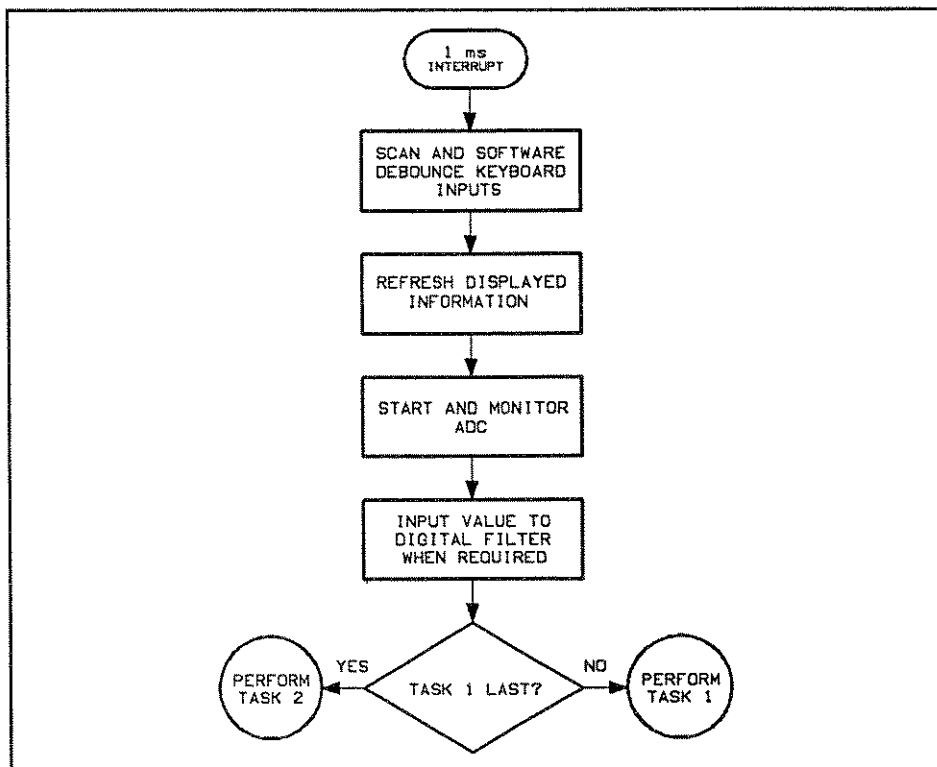 1 ms
INTERRUPT
SCAN AND SOFTWARE
DEBOUNCE KEYBOARD
INPUTS
REFRESH DISPLAYED
INFORMATION
START AND MONITOR
ADC
INPUT VALUE TO
DIGITAL FILTER
WHEN REQUIRED
YES
TASK 1 LAST?
NO
PERFORM
TASK 2
PERFORM
TASK 1